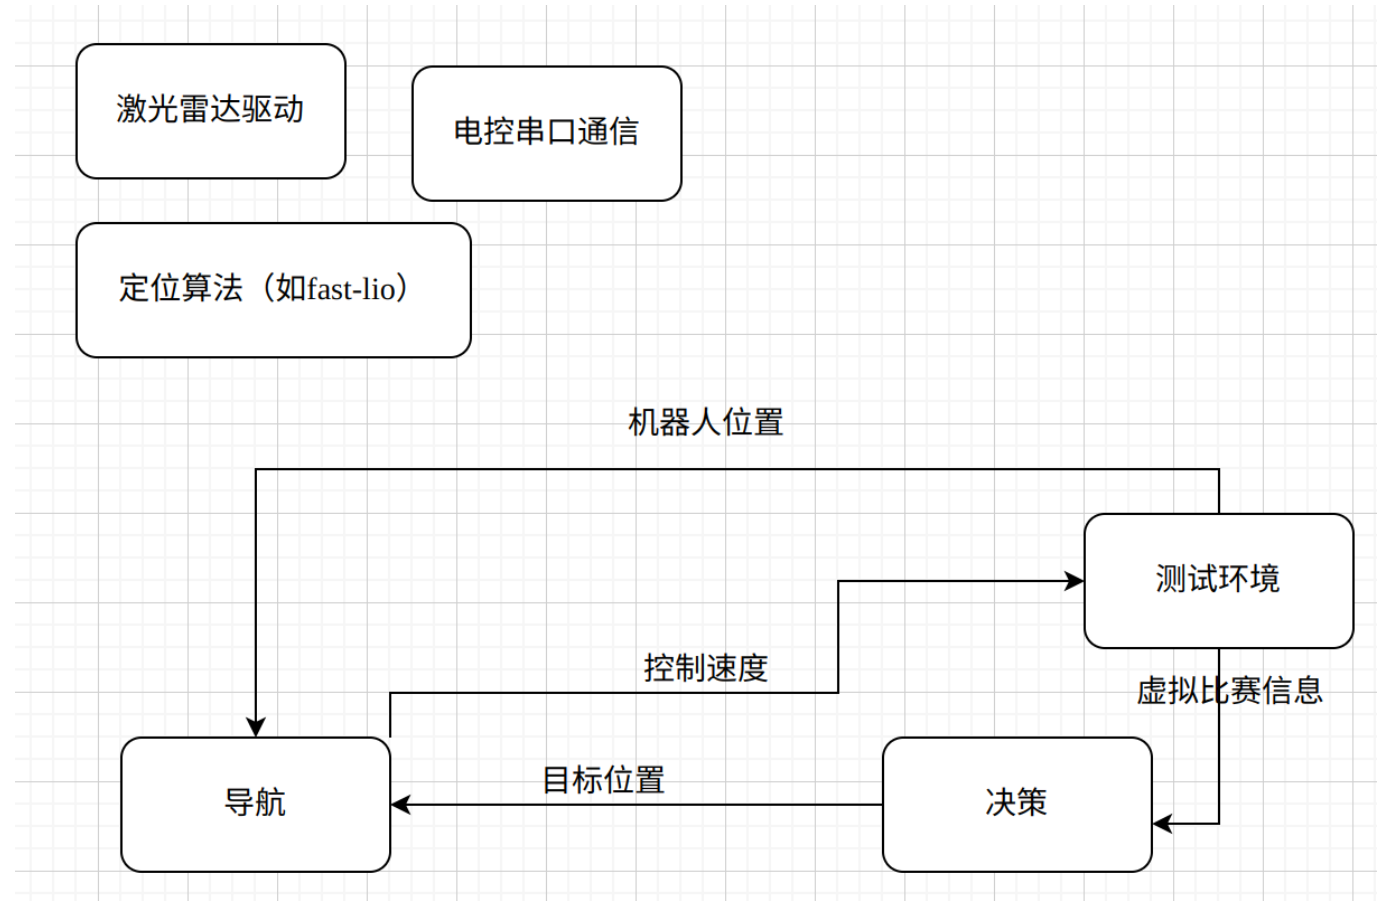 激光雷达驱动
电控串口通信
定位算法（如fast-lio）
机器人位置
测试环境
控制速度
虚拟比赛信息
目标位置
导航
决策